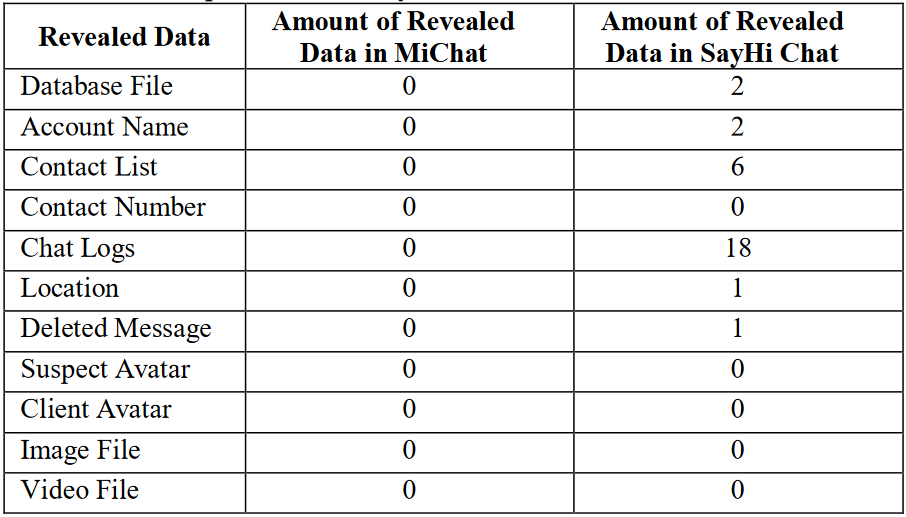 Revealed Data
Amount of Revealed Data in MiChat
Amount of Revealed Data in SayHi Chat
Database File 0 2
Account Name 0 2
Contact List 0 6
Contact Number 0 0
Chat Logs 0 18
Location 0 1
Deleted Message 0 1
Suspect Avatar 0 0
Client Avatar 0 0
Image File 0 0
Video File 0 0